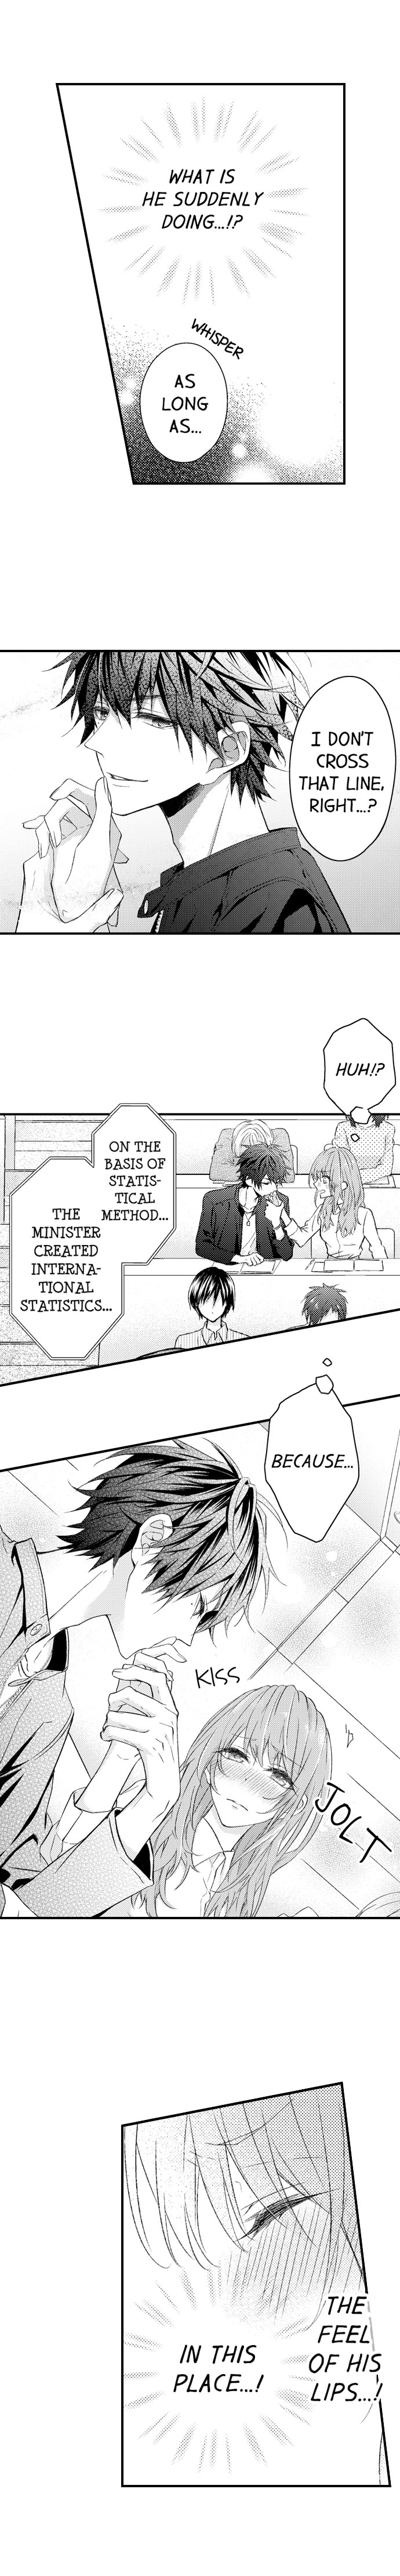 WHAT IS
HE SUDDENLY
DOING...!?
WHISPER
AS
LONG
AS...
I DON'T
CROSS
THAT LINE,
RIGHT...?
HUH!?
ON THE
BASIS OF
STATIS-
TICAL
METHOD...
THE
MINISTER
CREATED
INTERNA-
TIONAL
STATISTICS...
BECAUSE...
KISS
JOLT
THE
FEEL
OF HIS
LIPS...!
IN THIS
PLACE...!